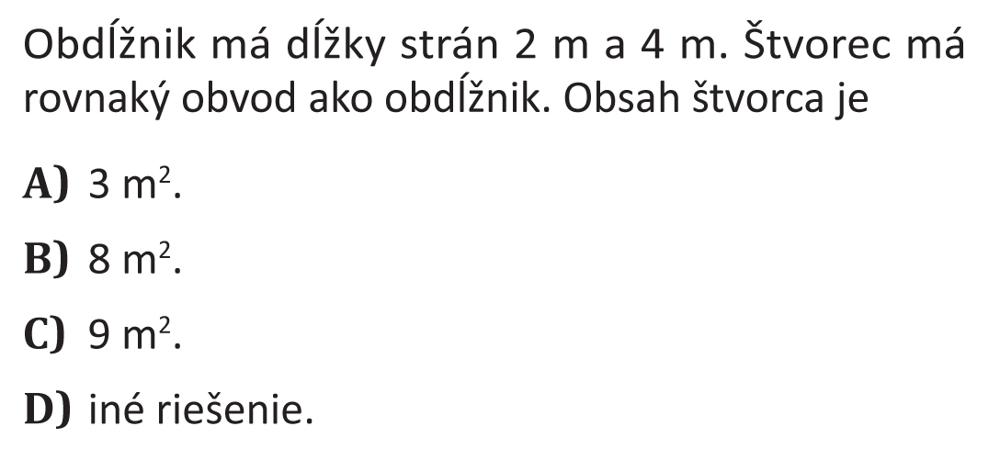 Obdĺžnik má dĺžky strán 2 m a 4 m. Štvorec má
rovnaký obvod ako obdĺžnik. Obsah štvorca je
A) 3 m².
B) 8 m².
C) 9 m².
D) iné riešenie.